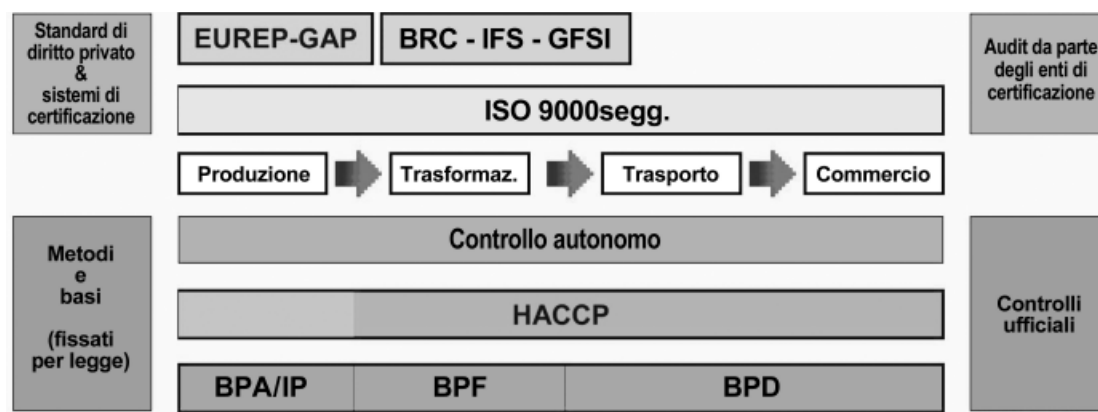 Standard di
diritto privato
&
sistemi di
certificazione
EUREP-GAP
BRC - IFS - GFSI
Audit da parte
degli enti di
certificazione
ISO 9000segg.
Produzione
Trasformaz.
Trasporto
Commercio
Metodi
e
basi
(fissati
per legge)
Controllo autonomo
HACCP
BPA/IP
BPF
BPD
Controlli
ufficiali